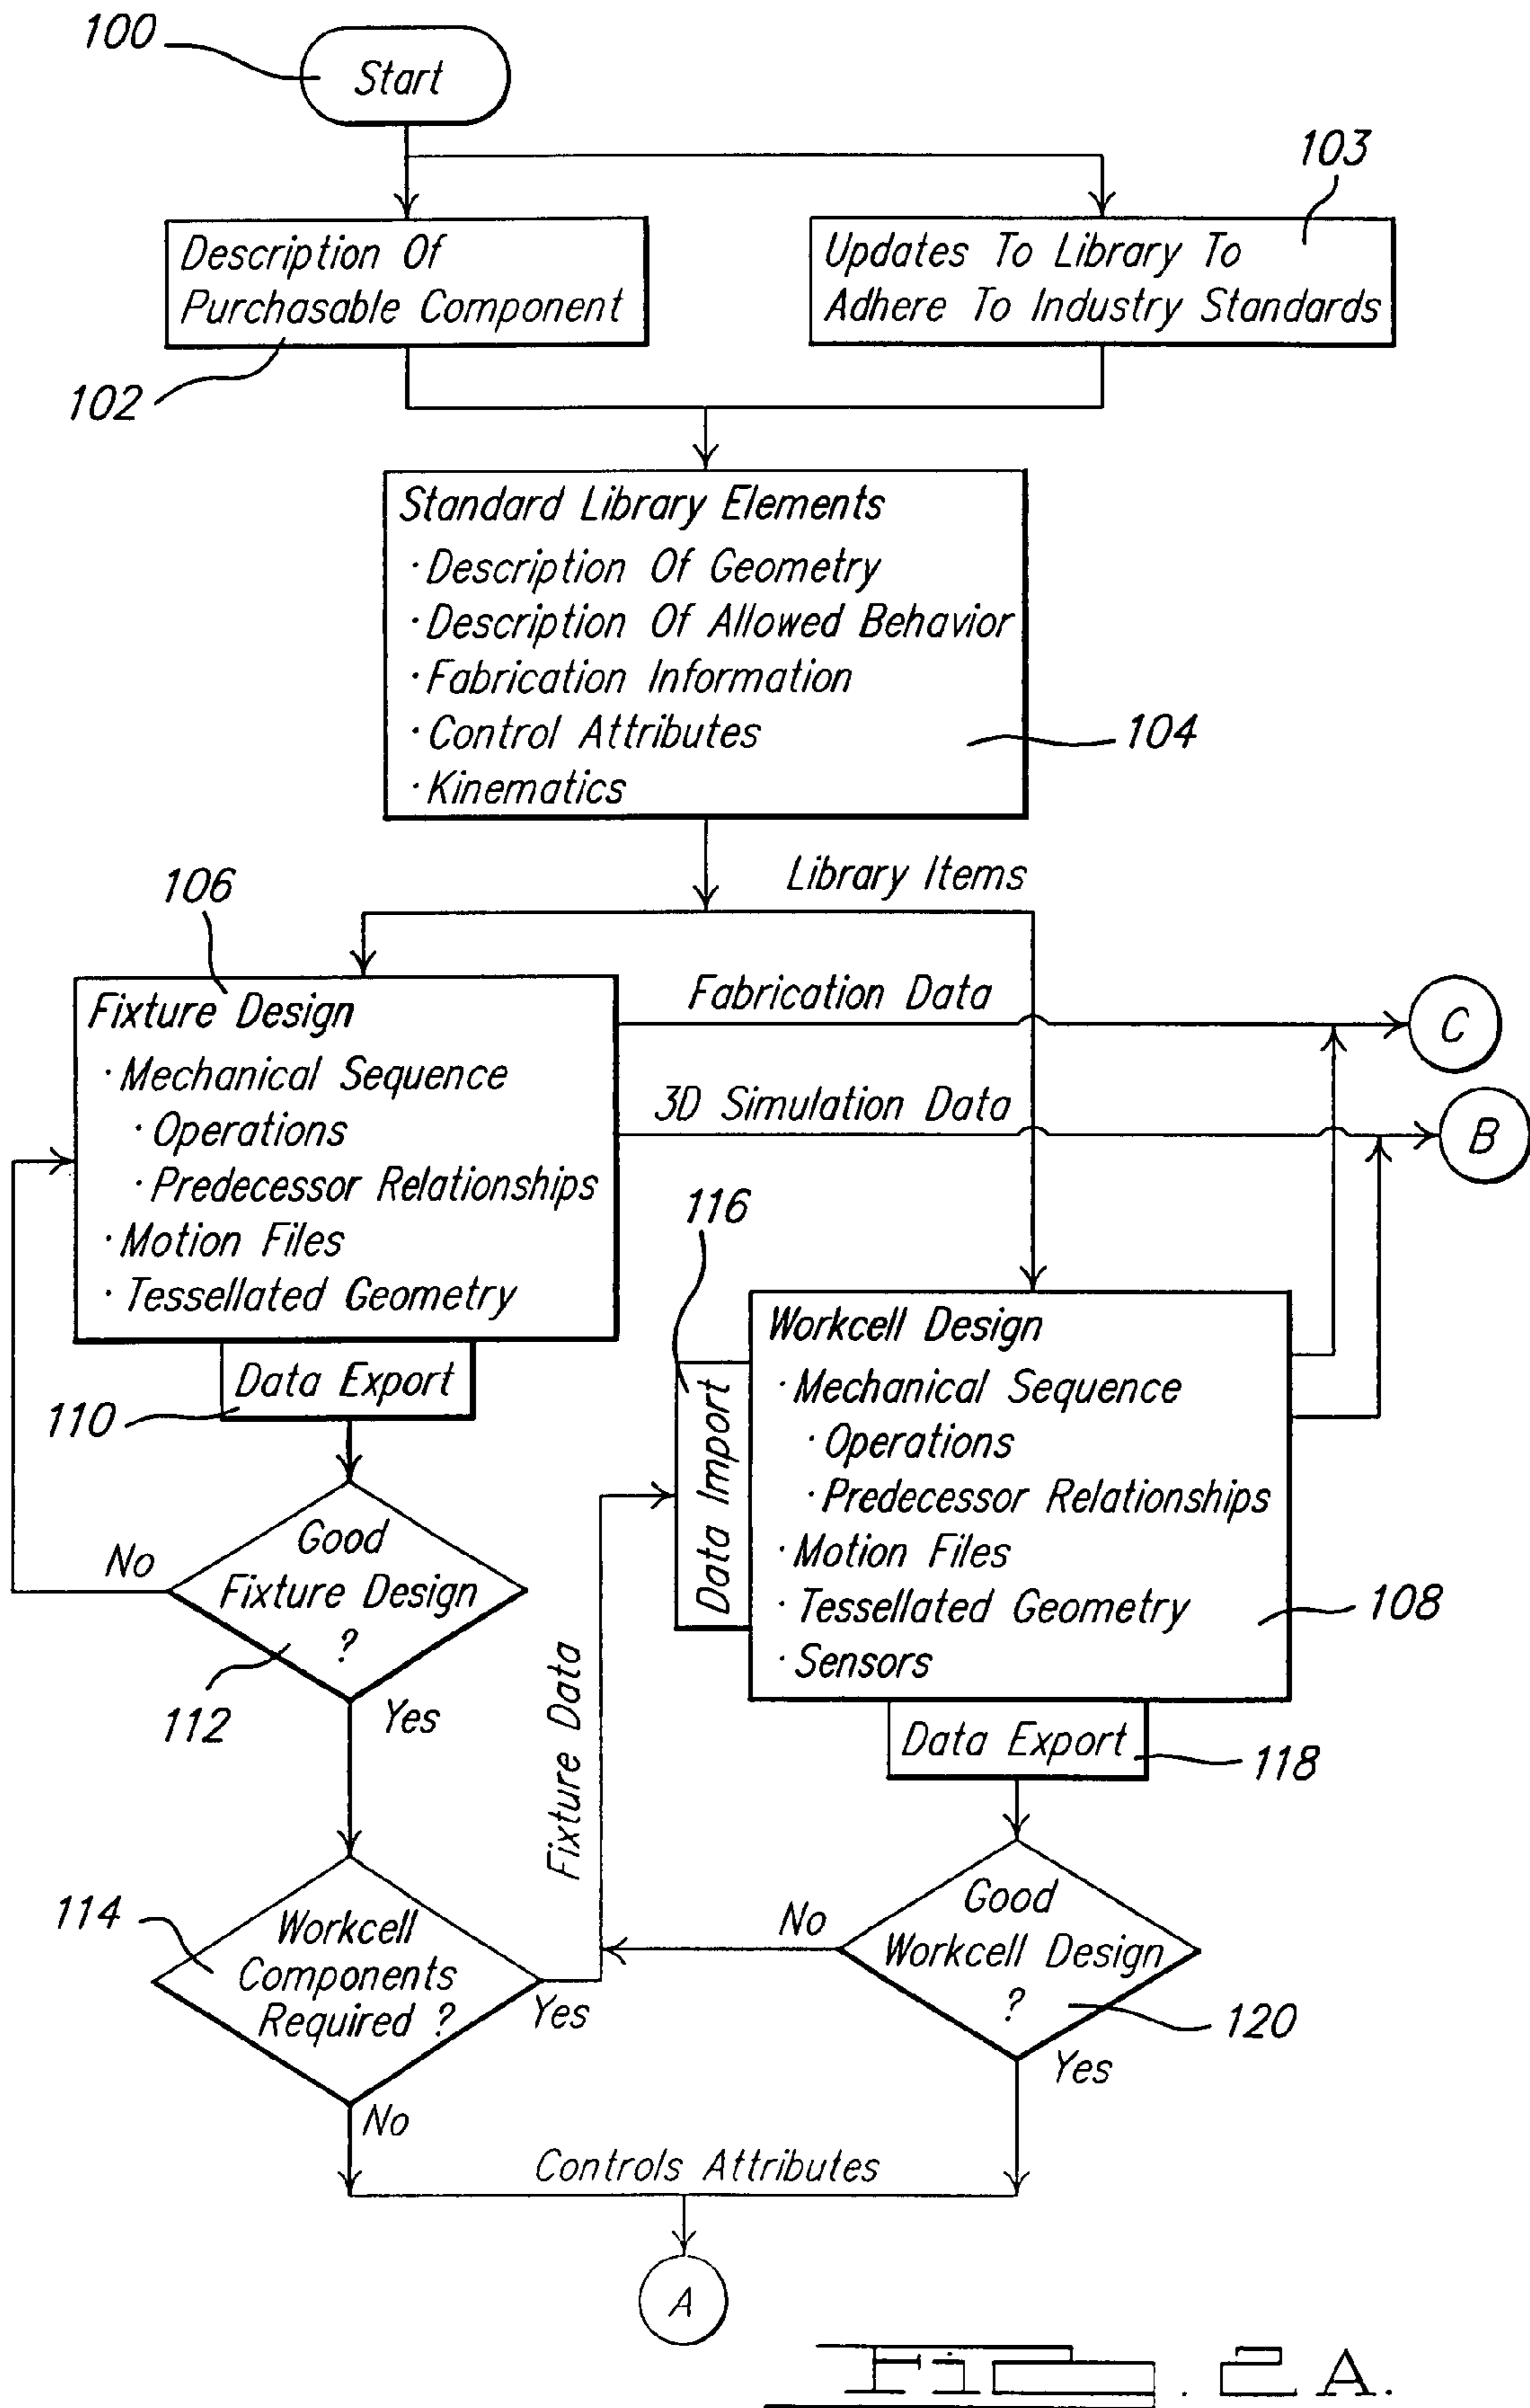 100
Start
103
Description Of
Purchasable Component
Updates To Library To
Adhere To Industry Standards
102
Standard Library Elements
· Description Of Geometry
· Description Of Allowed Behavior
· Fabrication Information
· Control Attributes
· Kinematics
104
Library Items
106
Fixture Design
· Mechanical Sequence
· Operations
· Predecessor Relationships
· Motion Files
· Tessellated Geometry
Fabrication Data
C
3D Simulation Data
B
Data Export
110
116
Data Import
Workcell Design
· Mechanical Sequence
· Operations
· Predecessor Relationships
· Motion Files
· Tessellated Geometry
· Sensors
108
Good
Fixture Design
?
No
112
Yes
Fixture Data
Data Export
118
114
Workcell
Components
Required ?
Yes
No
Good
Workcell Design
?
No
120
Yes
Controls Attributes
A
Fig. 2A.